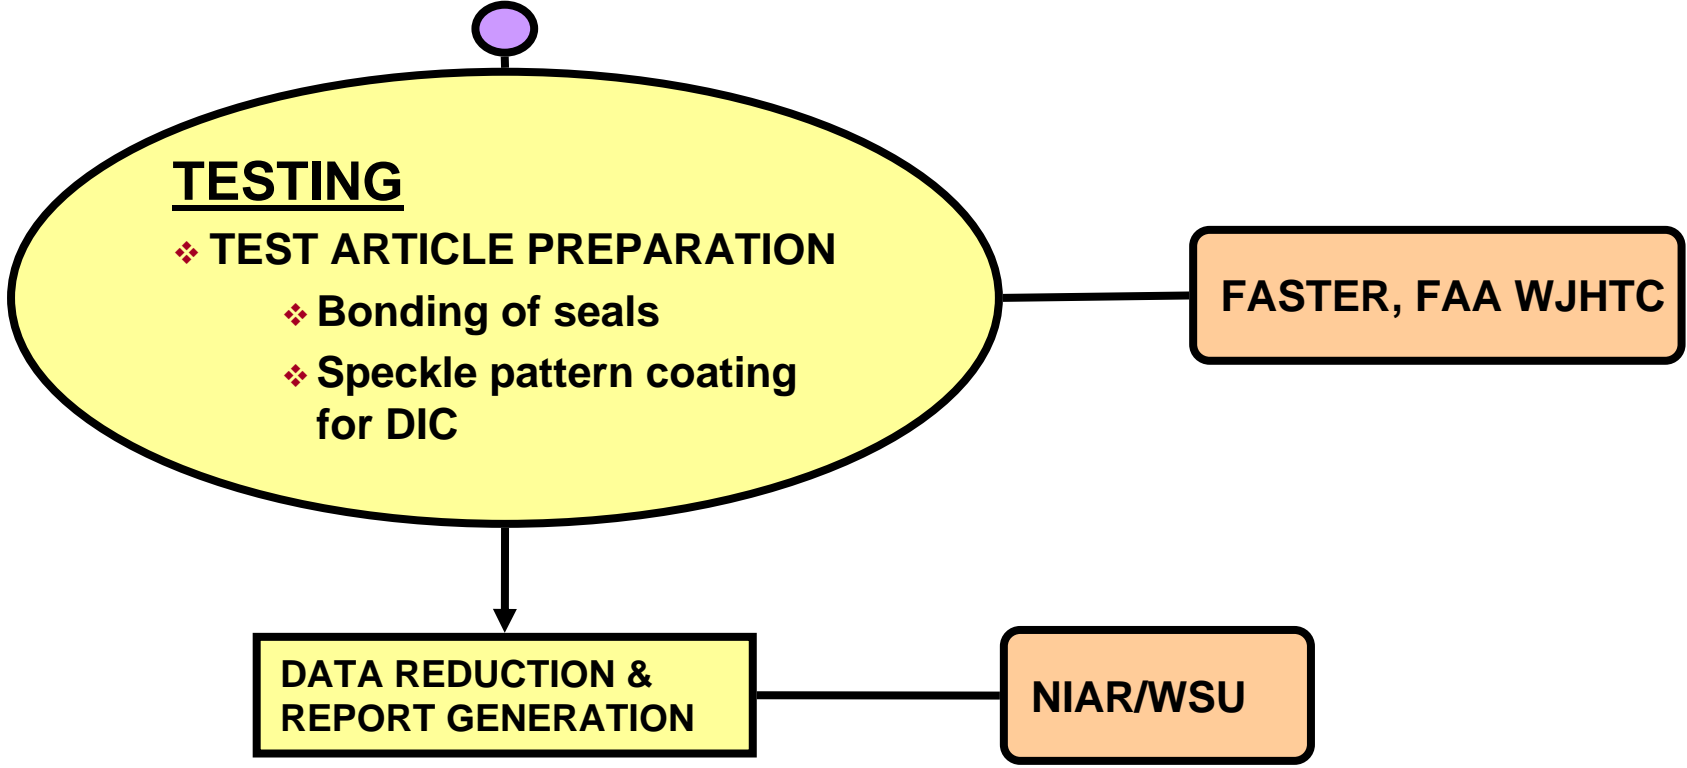 TESTING
❖ TEST ARTICLE PREPARATION
❖ Bonding of seals
❖ Speckle pattern coating
for DIC
FASTER, FAA WJHTC
DATA REDUCTION &
REPORT GENERATION
NIAR/WSU